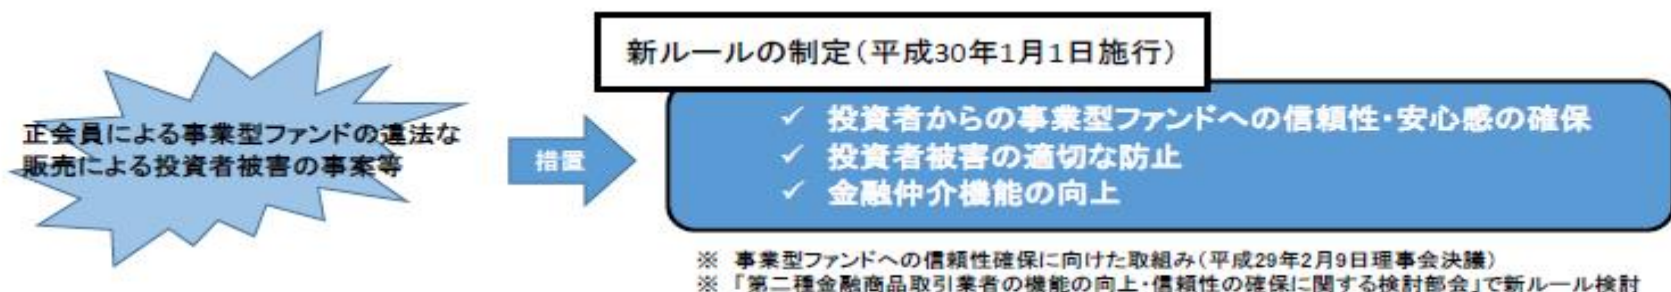 新ルールの制定（平成30年1月1日施行）
正会員による事業型ファンドの違法な
販売による投資者被害の事案等
措置
✓ 投資者からの事業型ファンドへの信頼性・安心感の確保
✓ 投資者被害の適切な防止
✓ 金融仲介機能の向上
※ 事業型ファンドへの信頼性確保に向けた取組み（平成29年2月9日理事会決議）
※ 「第二種金融商品取引業者の機能の向上・信頼性の確保に関する検討部会」で新ルール検討